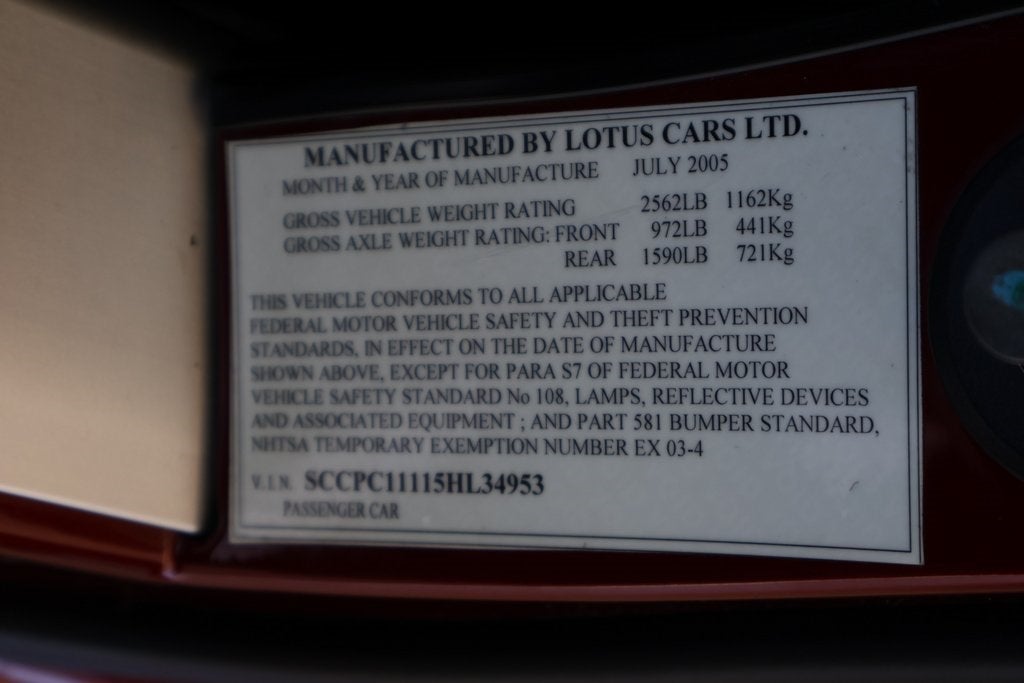 MANUFACTURED BY LOTUS CARS LTD.
MONTH & YEAR OF MANUFACTURE JULY 2005
GROSS VEHICLE WEIGHT RATING 2562LB 1162Kg
GROSS AXLE WEIGHT RATING: FRONT 972LB 441Kg
REAR 1590LB 721Kg
THIS VEHICLE CONFORMS TO ALL APPLICABLE
FEDERAL MOTOR VEHICLE SAFETY AND THEFT PREVENTION
STANDARDS, IN EFFECT ON THE DATE OF MANUFACTURE
SHOWN ABOVE, EXCEPT FOR PARA S7 OF FEDERAL MOTOR
VEHICLE SAFETY STANDARD No 108, LAMPS, REFLECTIVE DEVICES
AND ASSOCIATED EQUIPMENT ; AND PART 581 BUMPER STANDARD,
NHTSA TEMPORARY EXEMPTION NUMBER EX 03-4
V.I.N. SCCPC11115HL34953
PASSENGER CAR